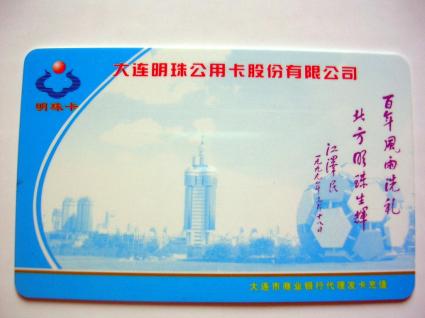 大连明珠公用卡股份有限公司
明珠卡
百年风雨洗礼
北方明珠生辉
江泽民
一九九九年八月十八日
大连市商业银行代理发卡充值